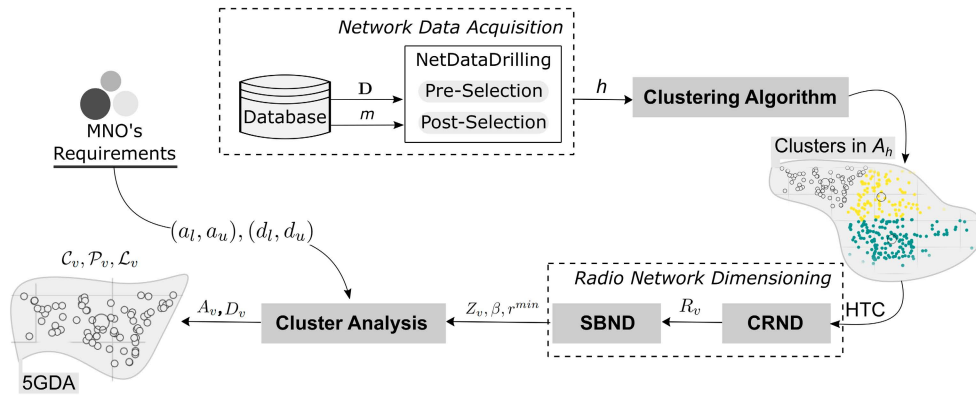 Network Data Acquisition
NetDataDrilling
Database
D
m
Pre-Selection
Post-Selection
h
Clustering Algorithm
MNO's
Requirements
Clusters in A_h
(a_l, a_u), (d_l, d_u)
C_v, P_v, L_v
Radio Network Dimensioning
HTC
CRND
R_v
SBND
Z_v, β, r^{min}
Cluster Analysis
A_v, D_v
5GDA